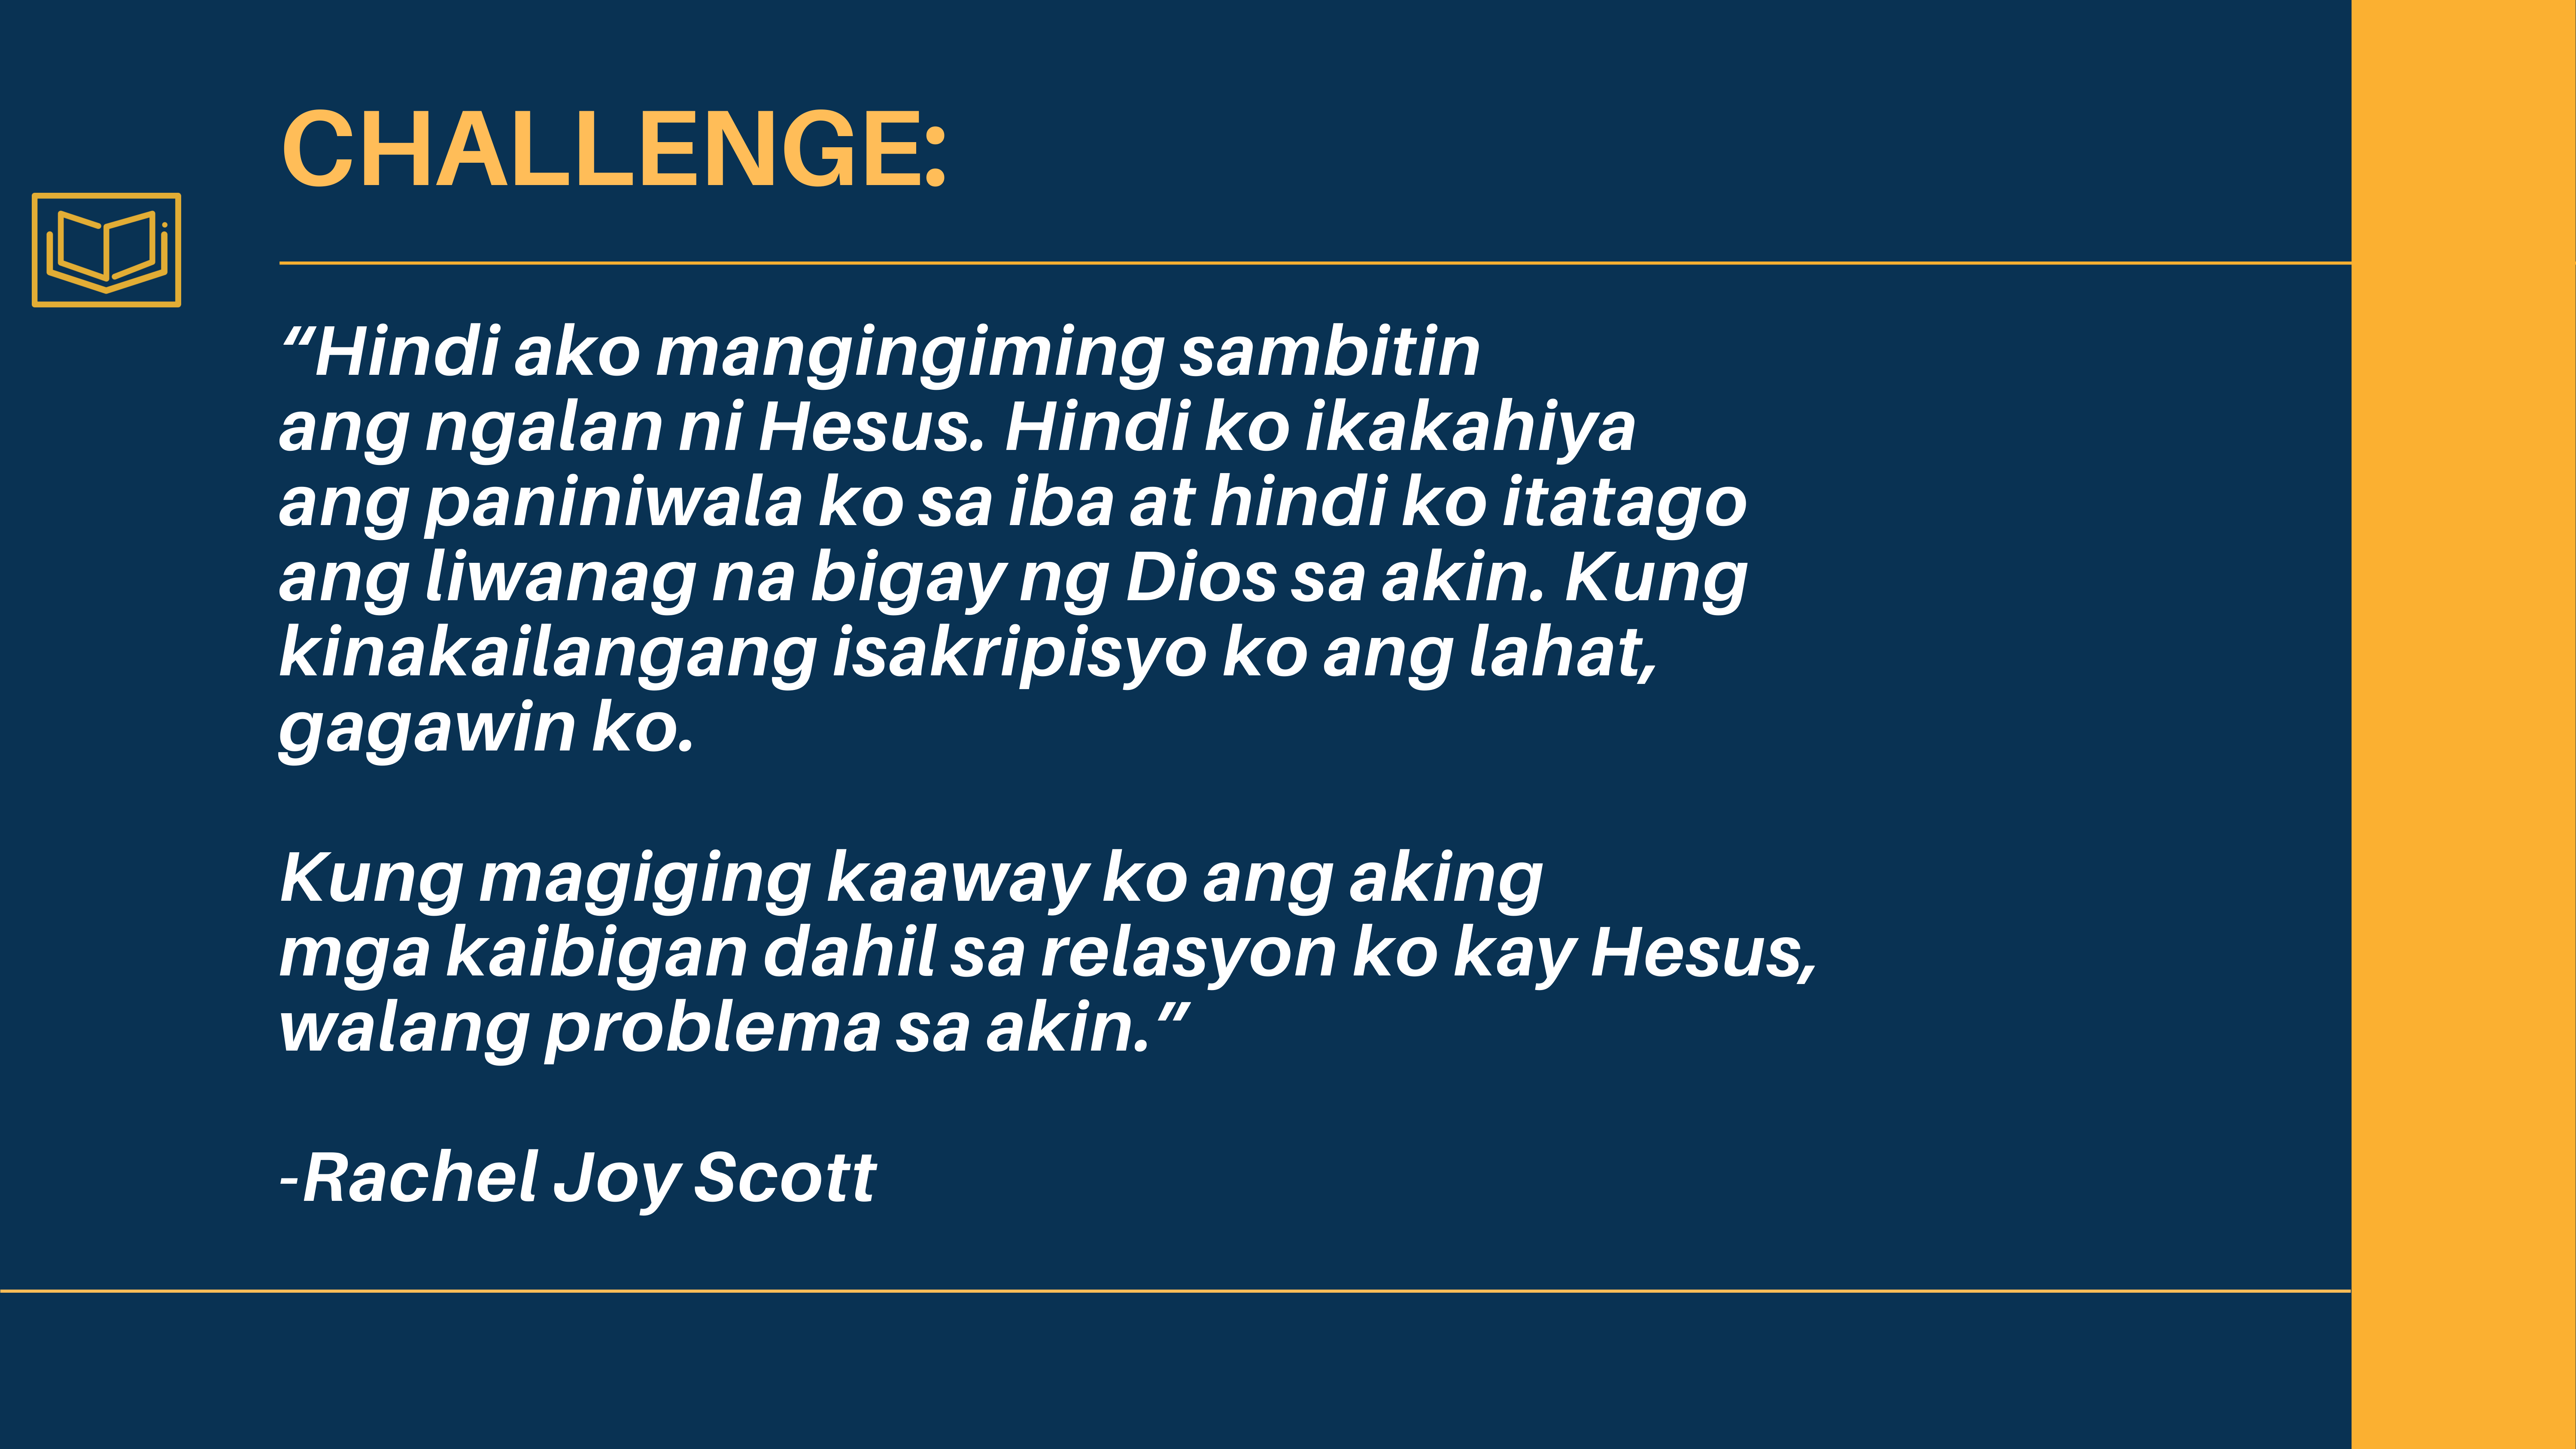 CHALLENGE:
“Hindi ako mangingiming sambitin
ang ngalan ni Hesus. Hindi ko ikakahiya
ang paniniwala ko sa iba at hindi ko itatago
ang liwanag na bigay ng Dios sa akin. Kung
kinakailangang isakripisyo ko ang lahat,
gagawin ko.
Kung magiging kaaway ko ang aking
mga kaibigan dahil sa relasyon ko kay Hesus,
walang problema sa akin.”
-Rachel Joy Scott